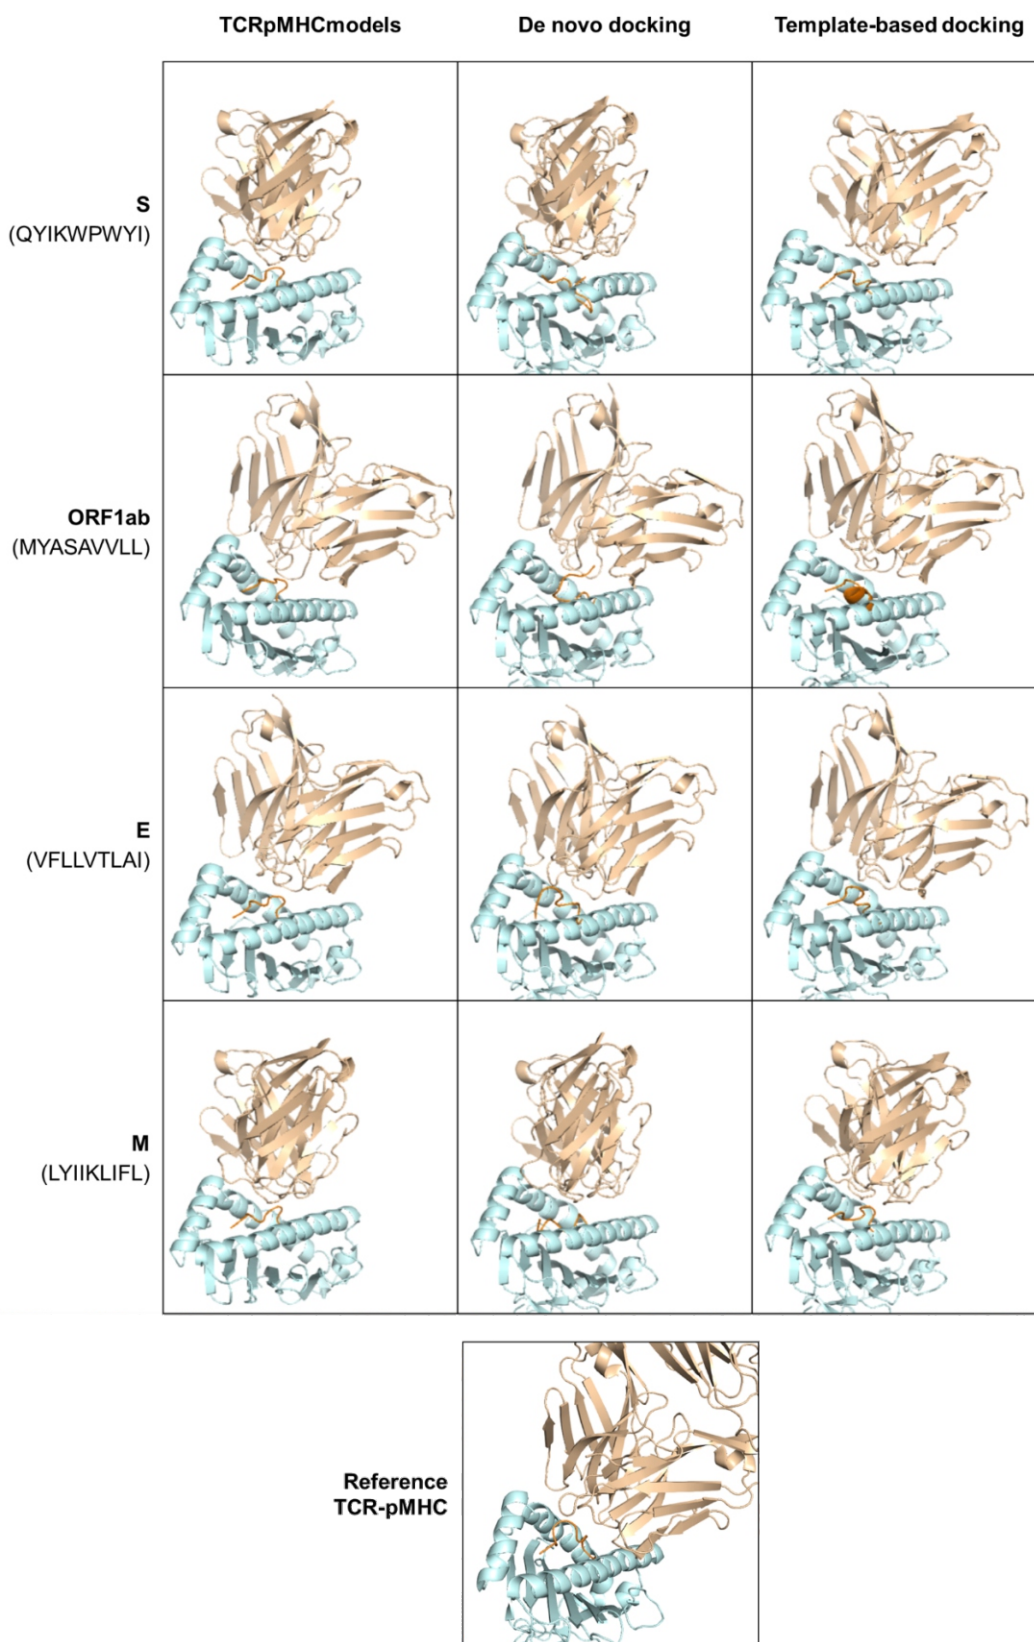 TCRpMHCmodels De novo docking Template-based docking
S
(QYIKWPWYI)
ORF1ab
(MYASAVVLL)
E
(VFLLVTLAI)
M
(LYIIKLIFL)
Reference
TCR-pMHC